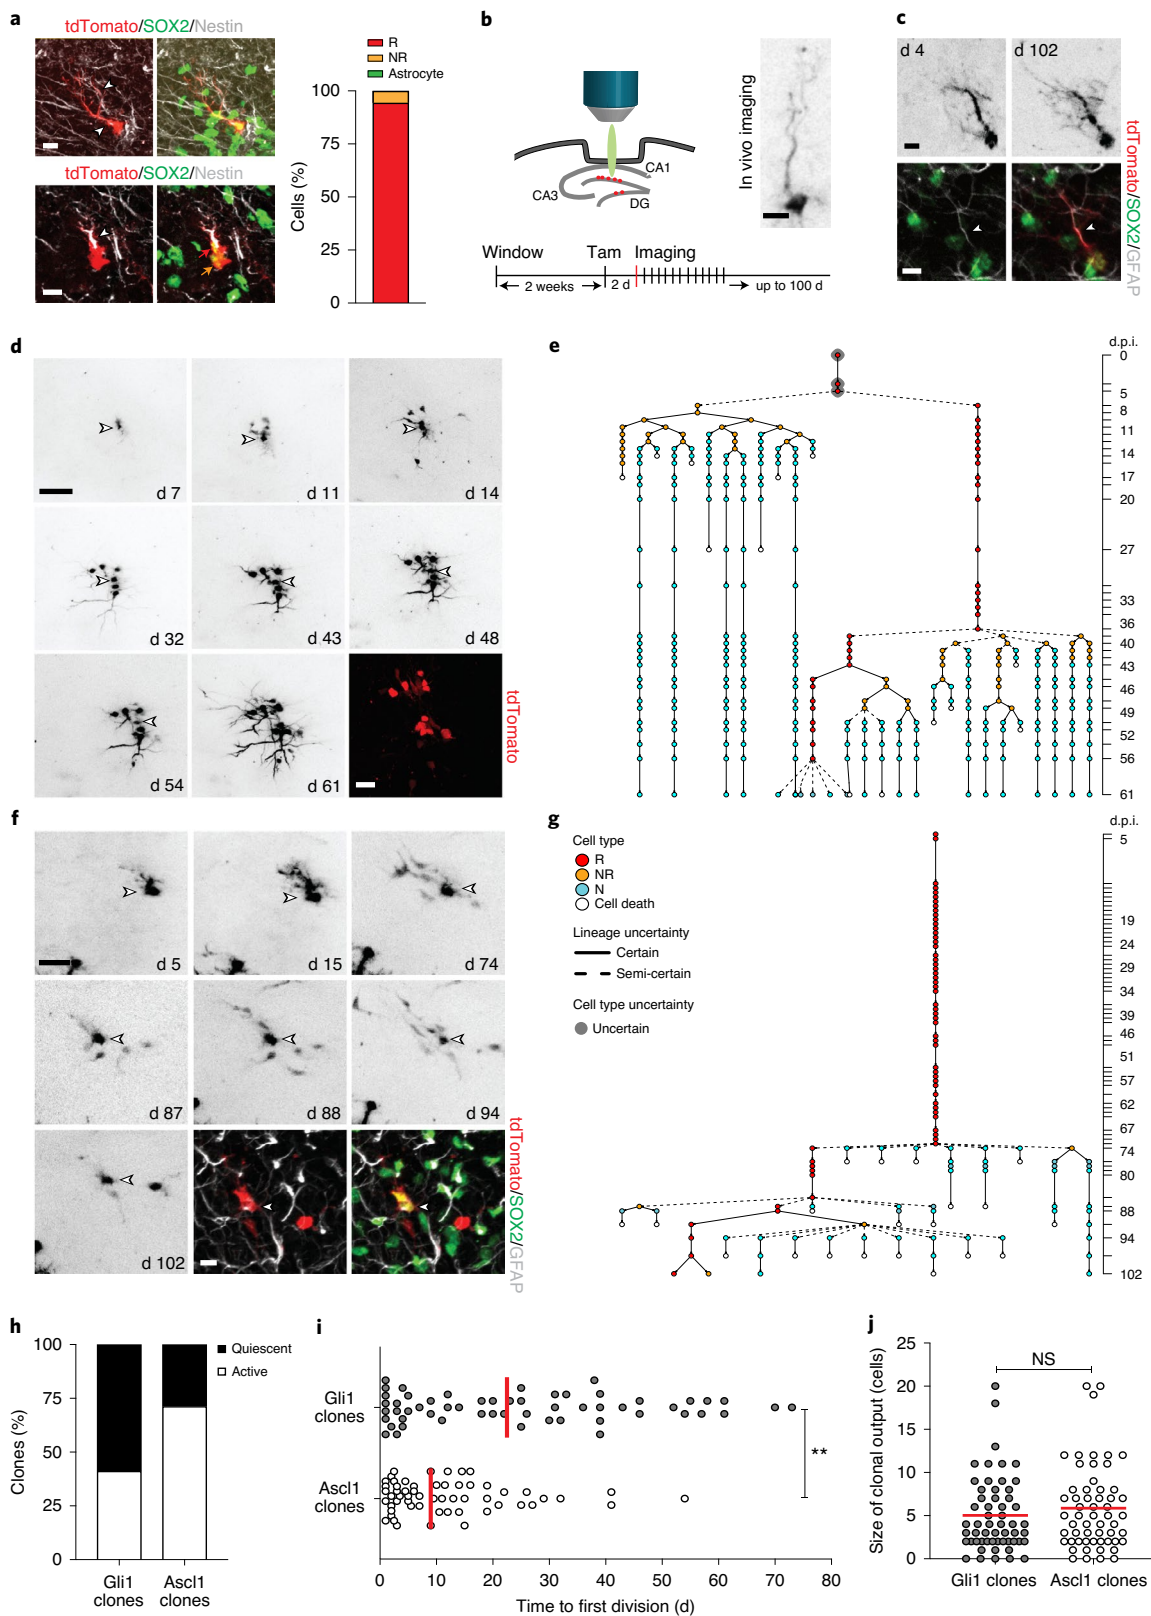 a
tdTomato/SOX2/Nestin
tdTomato/SOX2/Nestin
R
NR
Astrocyte
Cells (%)
100
75
50
25
0
b
CA1
CA3
DG
In vivo imaging
Window
Tam
Imaging
2 weeks
2 d
up to 100 d
c
d 4
d 102
tdTomato/SOX2/GFAP
d
d 7
d 11
d 14
d 32
d 43
d 48
d 54
d 61
tdTomato
e
d.p.i.
0
5
8
11
14
17
20
27
33
36
40
43
46
49
52
56
61
f
d 5
d 15
d 74
d 87
d 88
d 94
d 102
tdTomato/SOX2/GFAP
g
Cell type
R
NR
N
Cell death
Lineage uncertainty
Certain
Semi-certain
Cell type uncertainty
Uncertain
d.p.i.
5
19
24
29
34
39
46
51
57
62
67
74
80
88
94
102
h
Clones (%)
100
75
50
25
0
Quiescent
Active
Gli1 clones
Ascl1 clones
i
Gli1 clones
Ascl1 clones
**
0 10 20 30 40 50 60 70 80
Time to first division (d)
j
Size of clonal output (cells)
25
20
15
10
5
0
NS
Gli1 clones
Ascl1 clones